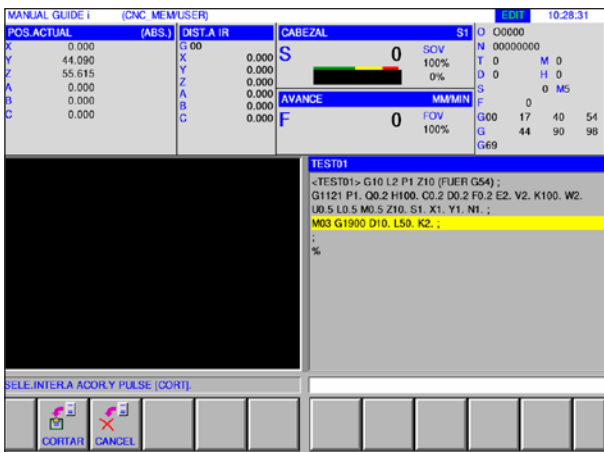 MANUAL GUIDE i (CNC_MEM/USER) EDIT 10:28:31
POS.ACTUAL (ABS.) DIST.A IR CABEZAL S1 O O0000
G 00 N 00000000
X 0.000 X 0.000 S 0 SOV T 0 M 0
Y 44.090 Y 0.000 100% D 0 H 0
Z 55.615 Z 0.000 0% S 0 M5
A 0.000 A 0.000 AVANCE MM/MIN F 0
B 0.000 B 0.000 F 0 FOV G00 17 40 54
C 0.000 C 0.000 100% G 44 90 98
G69
TEST01
<TEST01> G10 L2 P1 Z10 (FUER G54) ;
G1121 P1. Q0.2 H100. C0.2 D0.2 F0.2 E2. V2. K100. W2.
U0.5 L0.5 M0.5 Z10. S1. X1. Y1. N1. ;
M03 G1900 D10. L50. K2. ;
;
%
SELE.INTER.A ACOR.Y PULSE [CORT].
CORTAR CANCEL